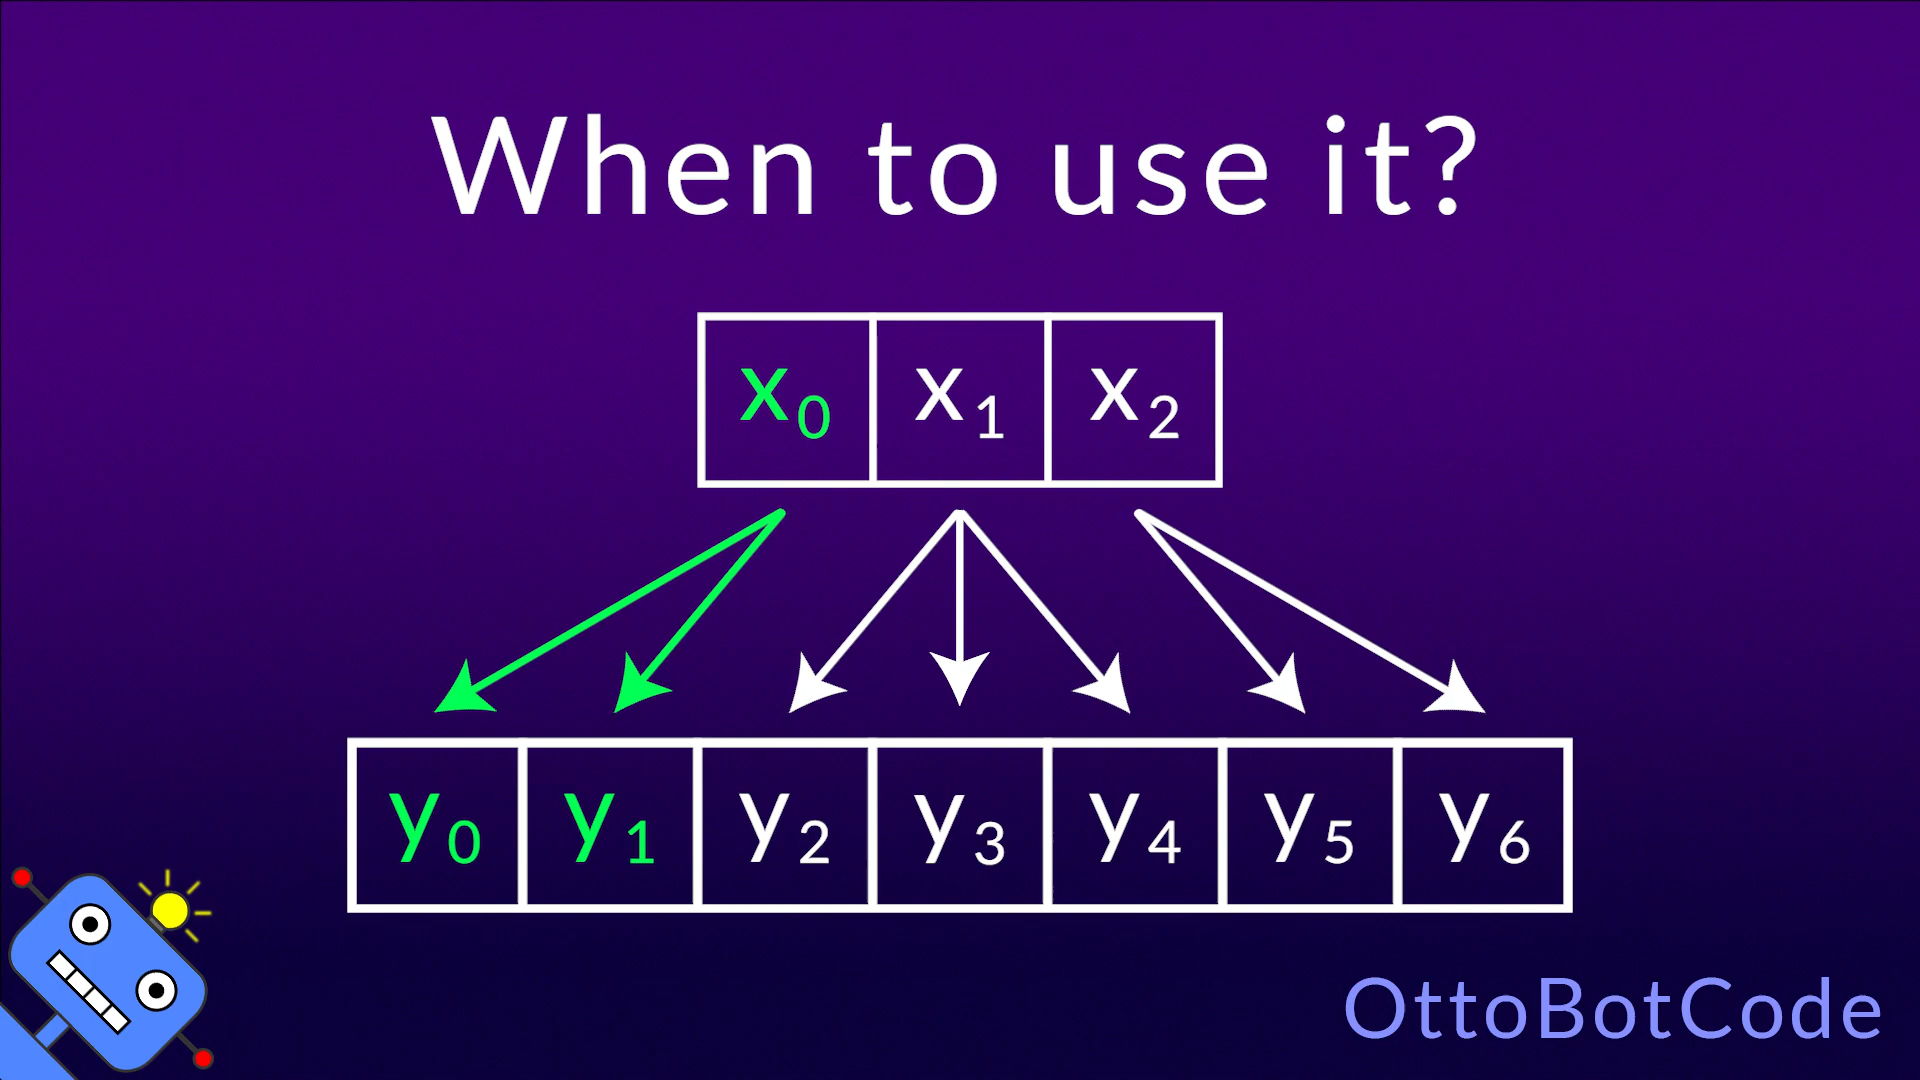 When to use it?
x₀ x₁ x₂
y₀ y₁ y₂ y₃ y₄ y₅ y₆
OttoBotCode